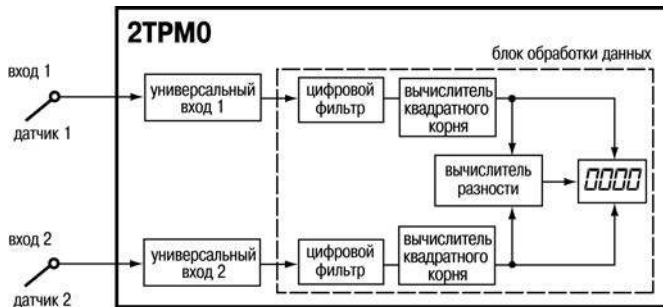 2ТРМ0
блок обработки данных
вход 1
датчик 1
универсальный
вход 1
цифровой
фильтр
вычислитель
квадратного
корня
вычислитель
разности
0000
вход 2
датчик 2
универсальный
вход 2
цифровой
фильтр
вычислитель
квадратного
корня